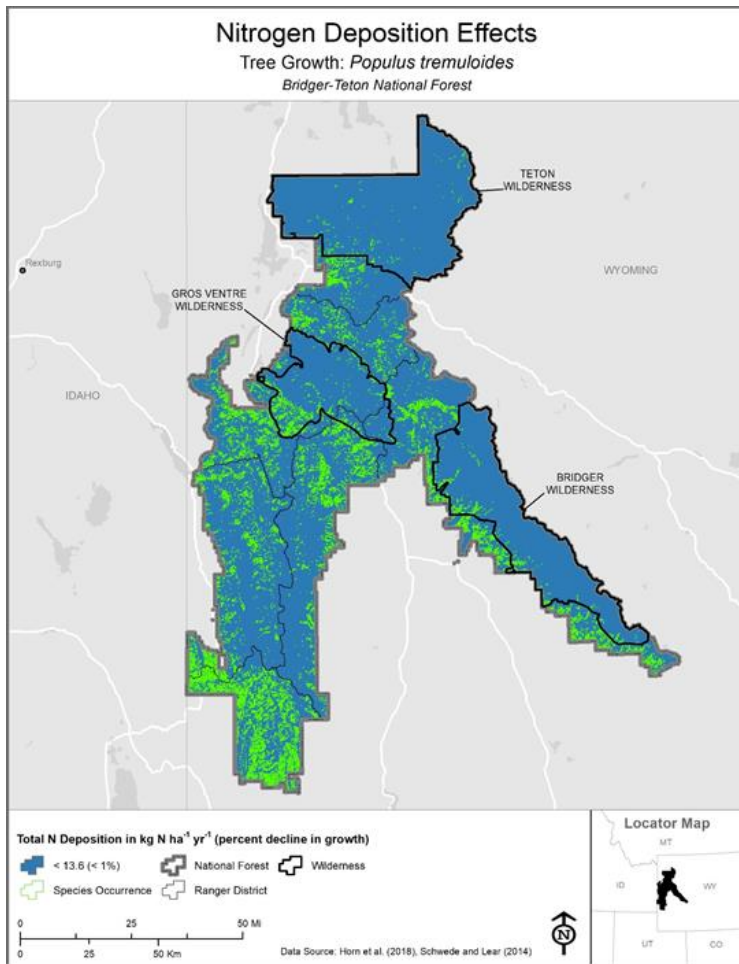 Nitrogen Deposition Effects
Tree Growth: Populus tremuloides
Bridger-Teton National Forest
TETON
WILDERNESS
Rexburg
WYOMING
GROS VENTRE
WILDERNESS
IDAHO
BRIDGER
WILDERNESS
Total N Deposition in kg N ha⁻¹ yr⁻¹ (percent decline in growth)
< 13.6 (< 1%)
National Forest
Wilderness
Species Occurrence
Ranger District
0 25 50 Mi
0 25 50 Km
N
Data Source: Horn et al. (2018), Schwede and Lear (2014)
Locator Map
MT
ID
WY
UT
CO